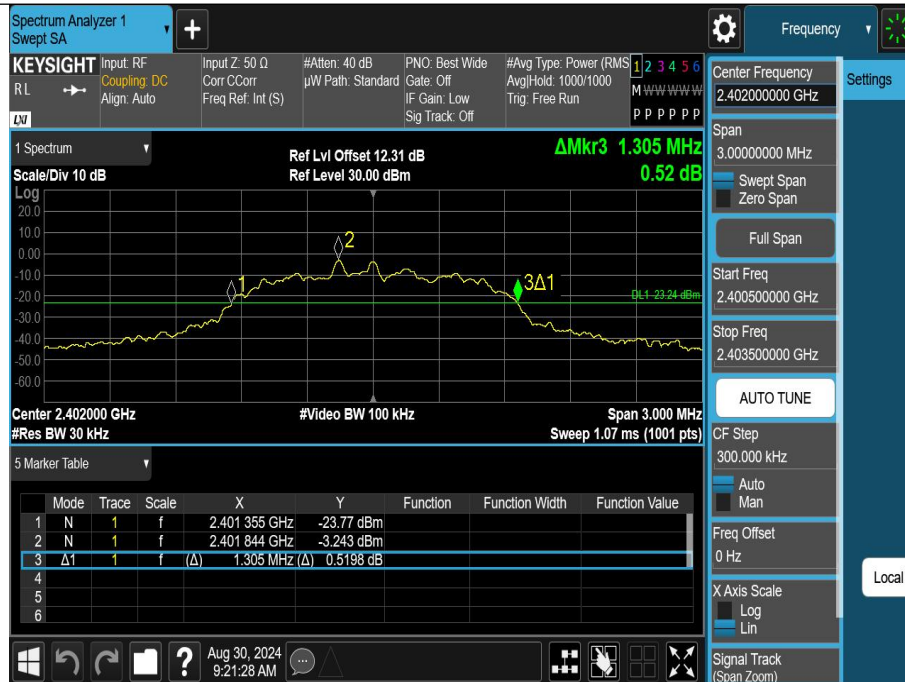 Spectrum Analyzer 1
Swept SA
+
Frequency
KEYSIGHT
RL
LXI
Input: RF
Coupling: DC
Align: Auto
Input Z: 50 Ω
Corr CCorr
Freq Ref: Int (S)
#Atten: 40 dB
µW Path: Standard
PNO: Best Wide
Gate: Off
IF Gain: Low
Sig Track: Off
#Avg Type: Power (RMS
Avg|Hold: 1000/1000
Trig: Free Run
1 2 3 4 5 6
M W W W W W
P P P P P P
1 Spectrum
Scale/Div 10 dB
Ref Lvl Offset 12.31 dB
Ref Level 30.00 dBm
ΔMkr3 1.305 MHz
0.52 dB
Log
20.0
10.0
0.00
-10.0
-20.0
-30.0
-40.0
-50.0
-60.0
1
2
3Δ1
DL1 -23.24 dBm
Center 2.402000 GHz
#Video BW 100 kHz
Span 3.000 MHz
#Res BW 30 kHz
Sweep 1.07 ms (1001 pts)
5 Marker Table
Mode Trace Scale X Y Function Function Width Function Value
1 N 1 f 2.401 355 GHz -23.77 dBm
2 N 1 f 2.401 844 GHz -3.243 dBm
3 Δ1 1 f (Δ) 1.305 MHz (Δ) 0.5198 dB
4
5
6
?
Aug 30, 2024
9:21:28 AM
Center Frequency
2.402000000 GHz
Span
3.00000000 MHz
Swept Span
Zero Span
Full Span
Start Freq
2.400500000 GHz
Stop Freq
2.403500000 GHz
AUTO TUNE
CF Step
300.000 kHz
Auto
Man
Freq Offset
0 Hz
X Axis Scale
Log
Lin
Signal Track
(Span Zoom)
Settings
Local